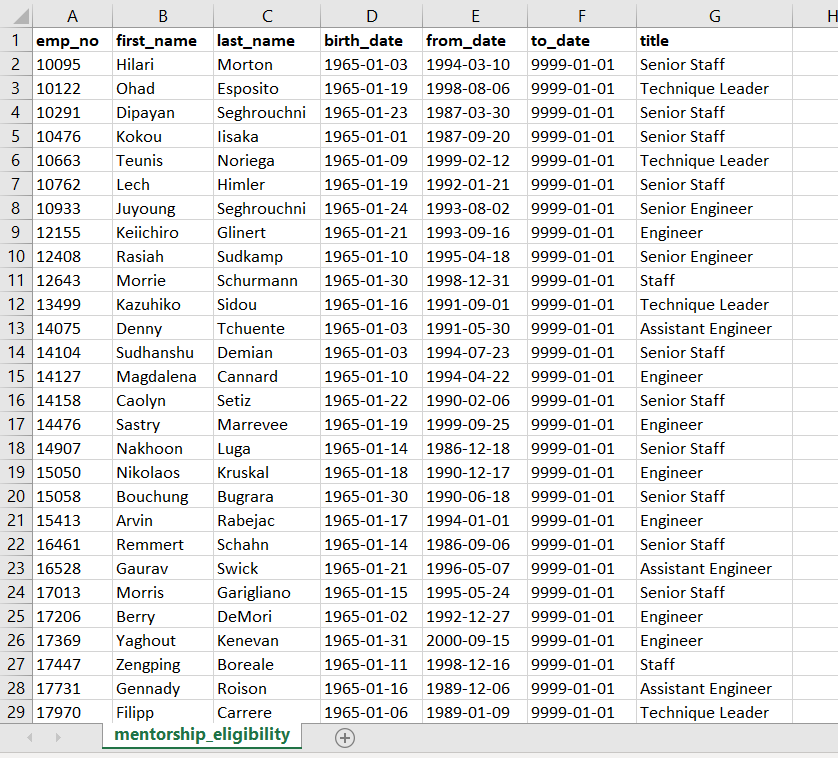 A B C D E F G H
1 emp_no first_name last_name birth_date from_date to_date title
2 10095 Hilari Morton 1965-01-03 1994-03-10 9999-01-01 Senior Staff
3 10122 Ohad Esposito 1965-01-19 1998-08-06 9999-01-01 Technique Leader
4 10291 Dipayan Seghrouchni 1965-01-23 1987-03-30 9999-01-01 Senior Staff
5 10476 Kokou Iisaka 1965-01-01 1987-09-20 9999-01-01 Senior Staff
6 10663 Teunis Noriega 1965-01-09 1999-02-12 9999-01-01 Technique Leader
7 10762 Lech Himler 1965-01-19 1992-01-21 9999-01-01 Senior Staff
8 10933 Juyoung Seghrouchni 1965-01-24 1993-08-02 9999-01-01 Senior Engineer
9 12155 Keiichiro Glinert 1965-01-21 1993-09-16 9999-01-01 Engineer
10 12408 Rasiah Sudkamp 1965-01-10 1995-04-18 9999-01-01 Senior Engineer
11 12643 Morrie Schurmann 1965-01-30 1998-12-31 9999-01-01 Staff
12 13499 Kazuhiko Sidou 1965-01-16 1991-09-01 9999-01-01 Technique Leader
13 14075 Denny Tchuente 1965-01-03 1991-05-30 9999-01-01 Assistant Engineer
14 14104 Sudhanshu Demian 1965-01-03 1994-07-23 9999-01-01 Senior Staff
15 14127 Magdalena Cannard 1965-01-10 1994-04-22 9999-01-01 Engineer
16 14158 Caolyn Setiz 1965-01-22 1990-02-06 9999-01-01 Senior Staff
17 14476 Sastry Marrevee 1965-01-19 1999-09-25 9999-01-01 Engineer
18 14907 Nakhoon Luga 1965-01-14 1986-12-18 9999-01-01 Senior Staff
19 15050 Nikolaos Kruskal 1965-01-18 1990-12-17 9999-01-01 Engineer
20 15058 Bouchung Bugrara 1965-01-30 1990-06-18 9999-01-01 Senior Staff
21 15413 Arvin Rabejac 1965-01-17 1994-01-01 9999-01-01 Engineer
22 16461 Remmert Schahn 1965-01-14 1986-09-06 9999-01-01 Senior Staff
23 16528 Gaurav Swick 1965-01-21 1996-05-07 9999-01-01 Assistant Engineer
24 17013 Morris Garigliano 1965-01-15 1995-05-24 9999-01-01 Senior Staff
25 17206 Berry DeMori 1965-01-02 1992-12-27 9999-01-01 Engineer
26 17369 Yaghout Kenevan 1965-01-31 2000-09-15 9999-01-01 Engineer
27 17447 Zengping Boreale 1965-01-11 1998-12-16 9999-01-01 Staff
28 17731 Gennady Roison 1965-01-16 1989-12-06 9999-01-01 Assistant Engineer
29 17970 Filipp Carrere 1965-01-06 1989-01-09 9999-01-01 Technique Leader
mentorship_eligibility